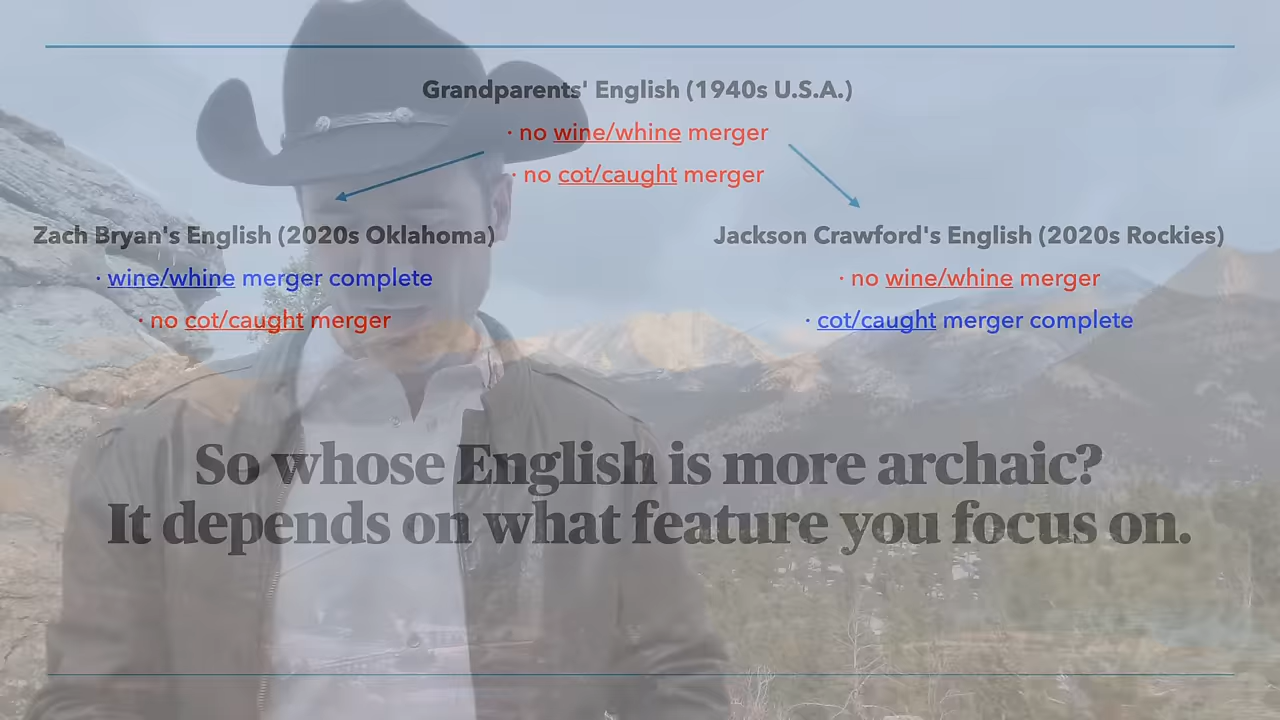 Grandparents' English (1940s U.S.A.)
· no wine/whine merger
· no cot/caught merger
Zach Bryan's English (2020s Oklahoma)
· wine/whine merger complete
· no cot/caught merger
Jackson Crawford's English (2020s Rockies)
· no wine/whine merger
· cot/caught merger complete
So whose English is more archaic?
It depends on what feature you focus on.